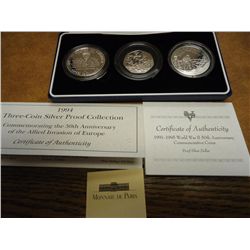 1994
Three-Coin Silver Proof Collection
Commemorating the 50th Anniversary
of the Allied Invasion of Europe
Certificate of Authenticity
Certificate of Authenticity
1991-1995 World War II 50th Anniversary
Commemorative Coins
Proof Silver Dollar
MONNAIE DE PARIS